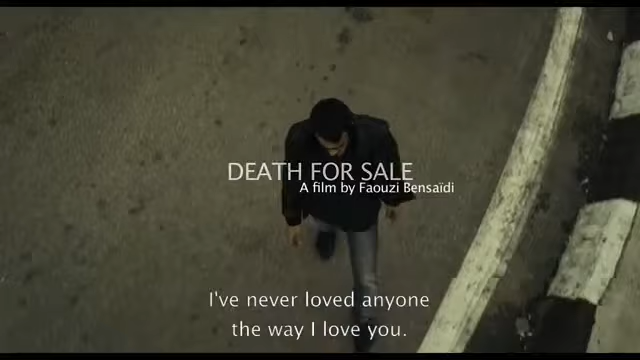 DEATH FOR SALE
A film by Faouzi Bensaïdi
I've never loved anyone
the way I love you.